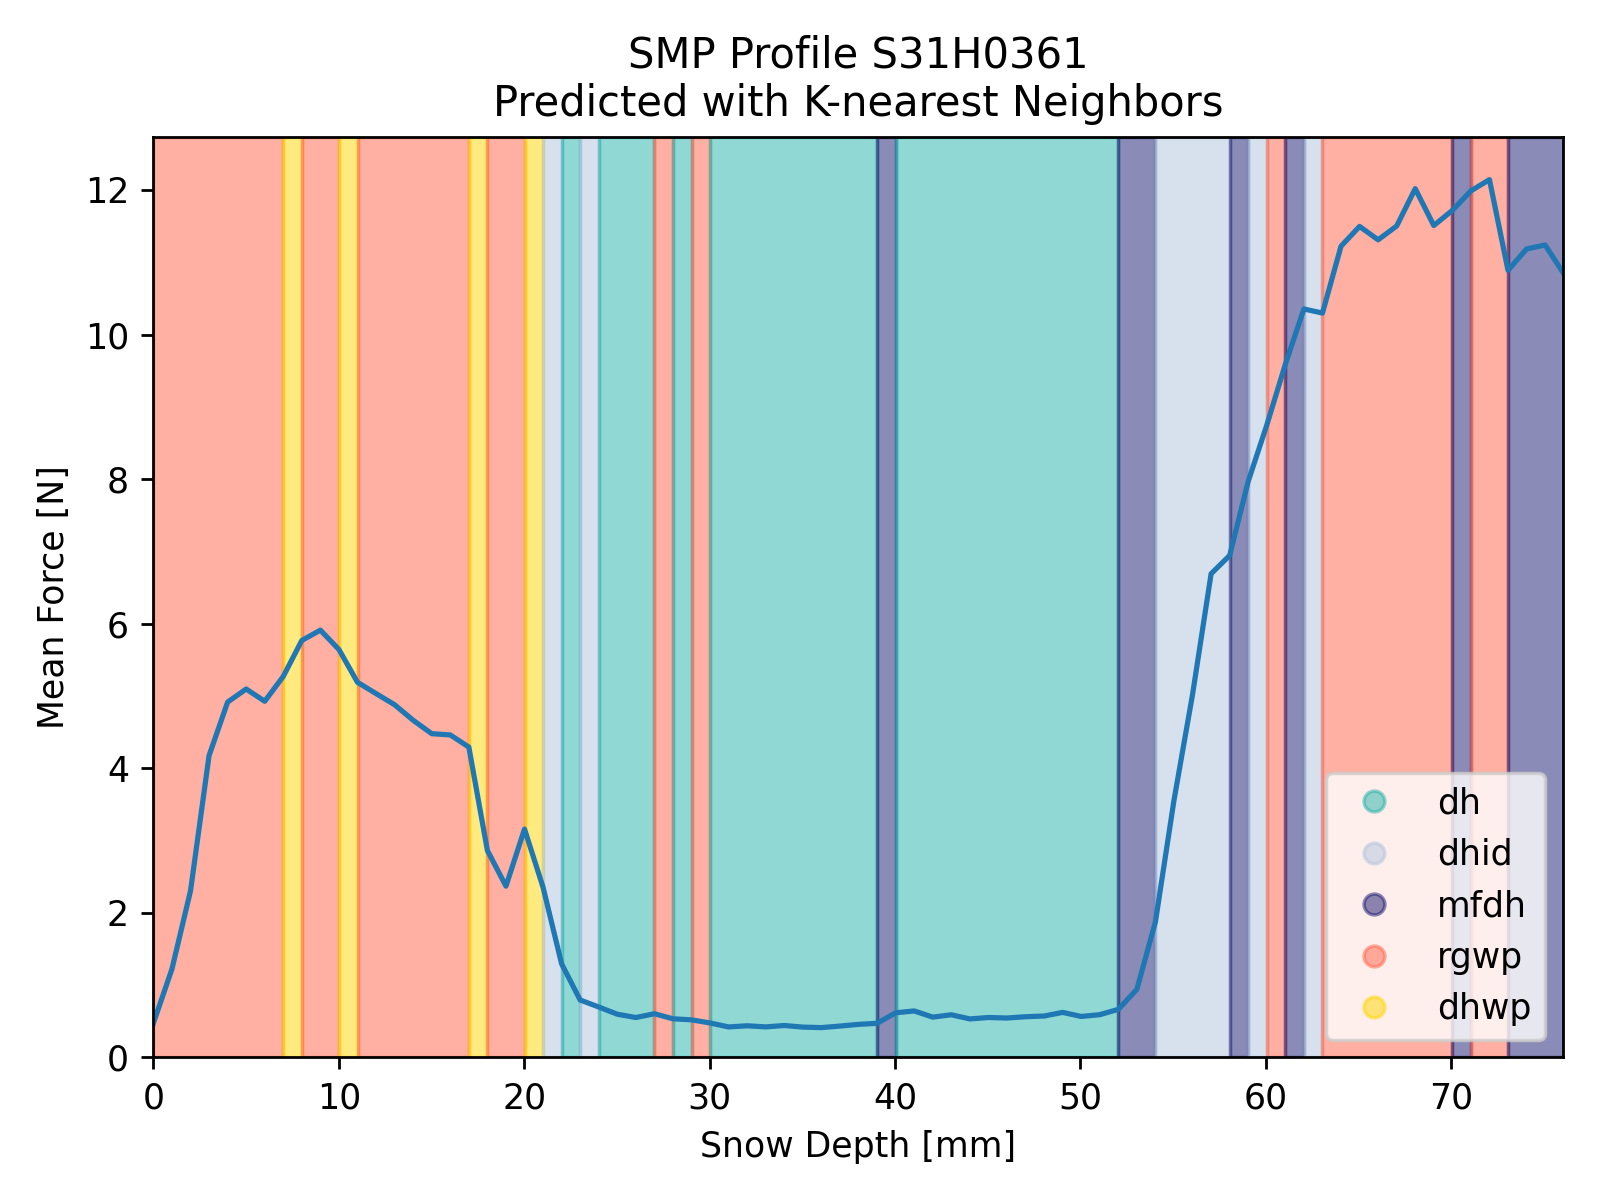 SMP Profile S31H0361
Predicted with K-nearest Neighbors
Mean Force [N]
12
10
8
6
4
2
0
0 10 20 30 40 50 60 70
Snow Depth [mm]
dh
dhid
mfdh
rgwp
dhwp